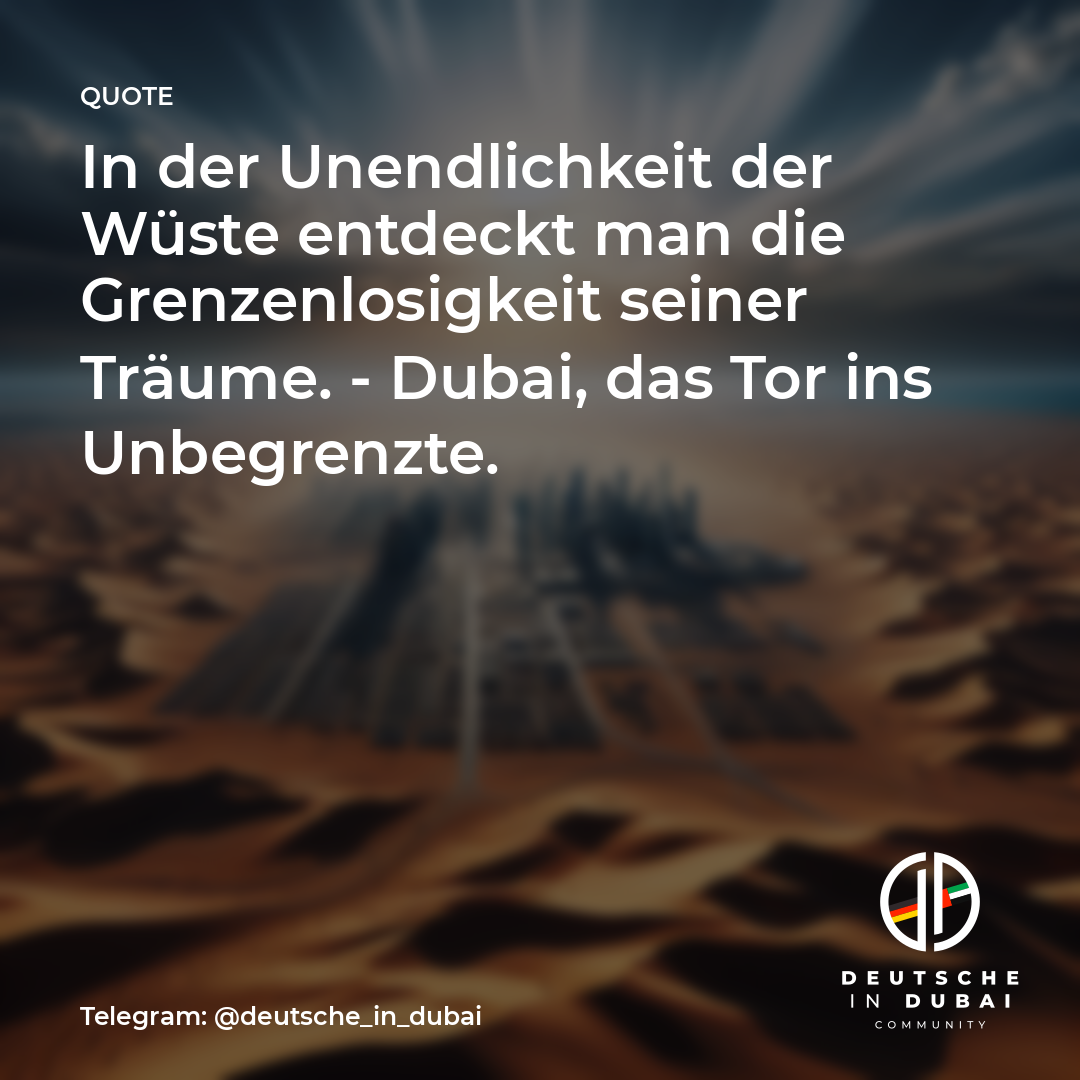 QUOTE
In der Unendlichkeit der
Wüste entdeckt man die
Grenzenlosigkeit seiner
Träume. - Dubai, das Tor ins
Unbegrenzte.
DEUTSCHE
IN DUBAI
COMMUNITY
Telegram: @deutsche_in_dubai